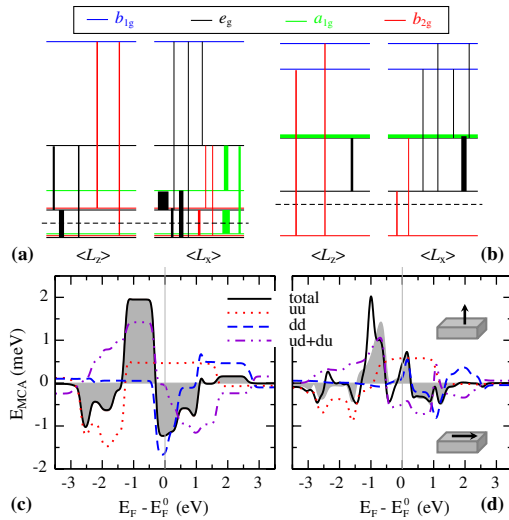 b1g eg a1g b2g
(a) <Lz> <Lx> <Lz> <Lx> (b)
2
1
0
-1
-2
EMCA (meV)
total
uu
dd
ud+du
-3 -2 -1 0 1 2 3
-3 -2 -1 0 1 2 3
(c) EF - EF0 (eV) EF - EF0 (eV) (d)